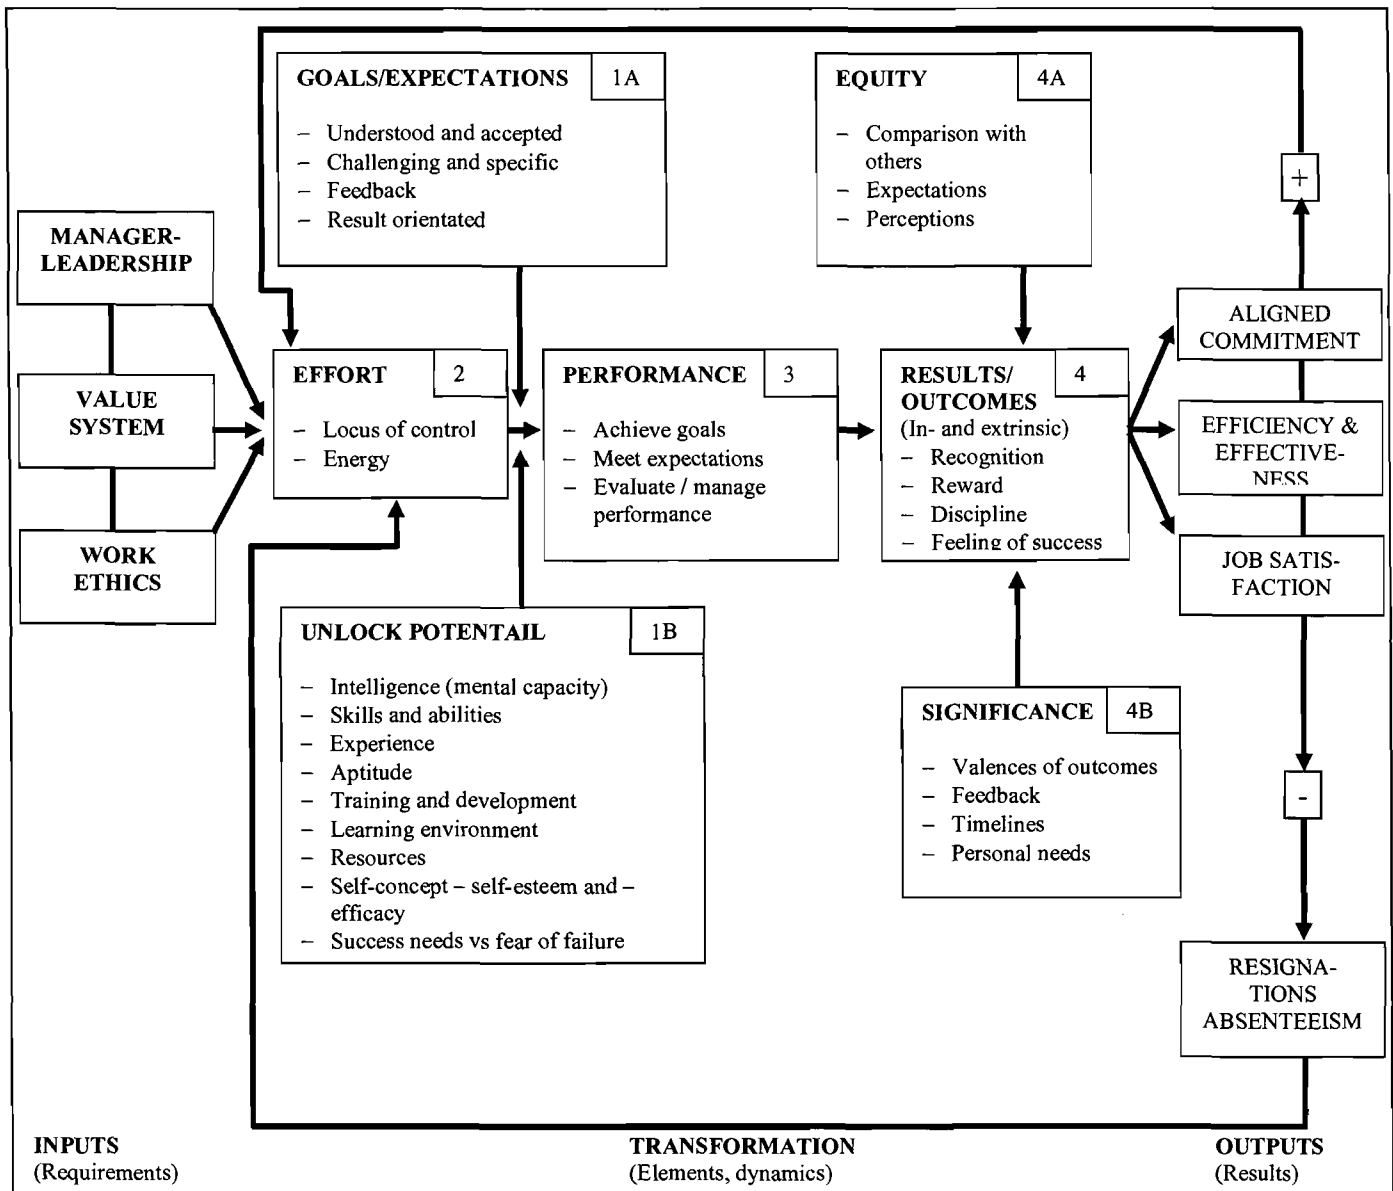 GOALS/EXPECTATIONS
1A
– Understood and accepted
– Challenging and specific
– Feedback
– Result orientated
EQUITY
4A
– Comparison with
others
– Expectations
– Perceptions
+
MANAGER-
LEADERSHIP
VALUE
SYSTEM
WORK
ETHICS
EFFORT
2
– Locus of control
– Energy
PERFORMANCE
3
– Achieve goals
– Meet expectations
– Evaluate / manage
performance
RESULTS/
OUTCOMES
4
(In- and extrinsic)
– Recognition
– Reward
– Discipline
– Feeling of success
ALIGNED
COMMITMENT
EFFICIENCY &
EFFECTIVE-
NESS
JOB SATIS-
FACTION
UNLOCK POTENTAIL
1B
– Intelligence (mental capacity)
– Skills and abilities
– Experience
– Aptitude
– Training and development
– Learning environment
– Resources
– Self-concept – self-esteem and –
efficacy
– Success needs vs fear of failure
SIGNIFICANCE
4B
– Valences of outcomes
– Feedback
– Timelines
– Personal needs
-
RESIGNA-
TIONS
ABSENTEEISM
INPUTS
(Requirements)
TRANSFORMATION
(Elements, dynamics)
OUTPUTS
(Results)